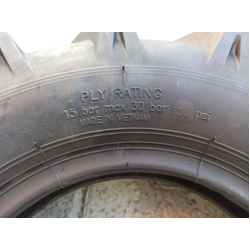 PLY RATING
15 bar max 30 bar psi
MADE IN VIETNAM